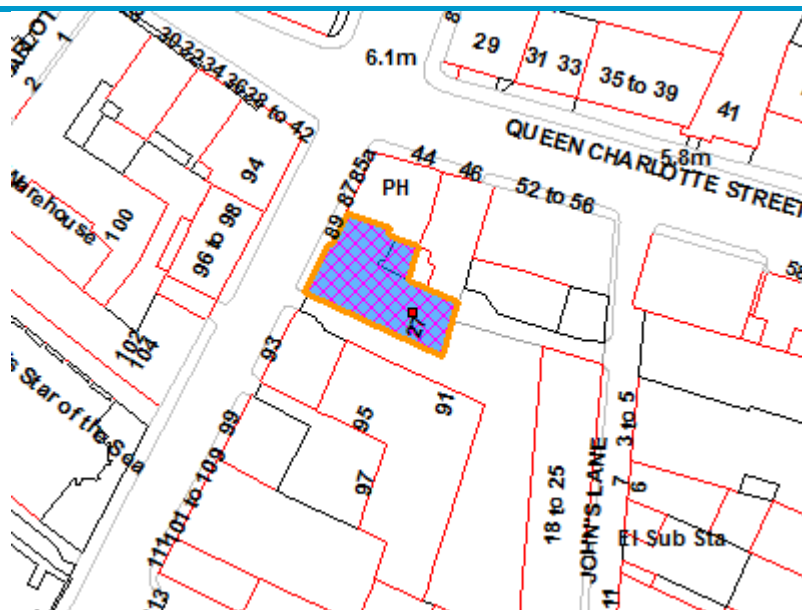 1
2
30
32
34
36
38 to 42
8
6.1m
29
31
33
35 to 39
41
QUEEN CHARLOTTE STREET
5.8m
94
44
46
52 to 56
85a
87
89
PH
Warehouse
100
96 to 98
102
104
27
93
91
95
97
99
101 to 109
111
s Star of the Sea
18 to 25
JOHN'S LANE
3 to 5
7
6
El Sub Sta
11